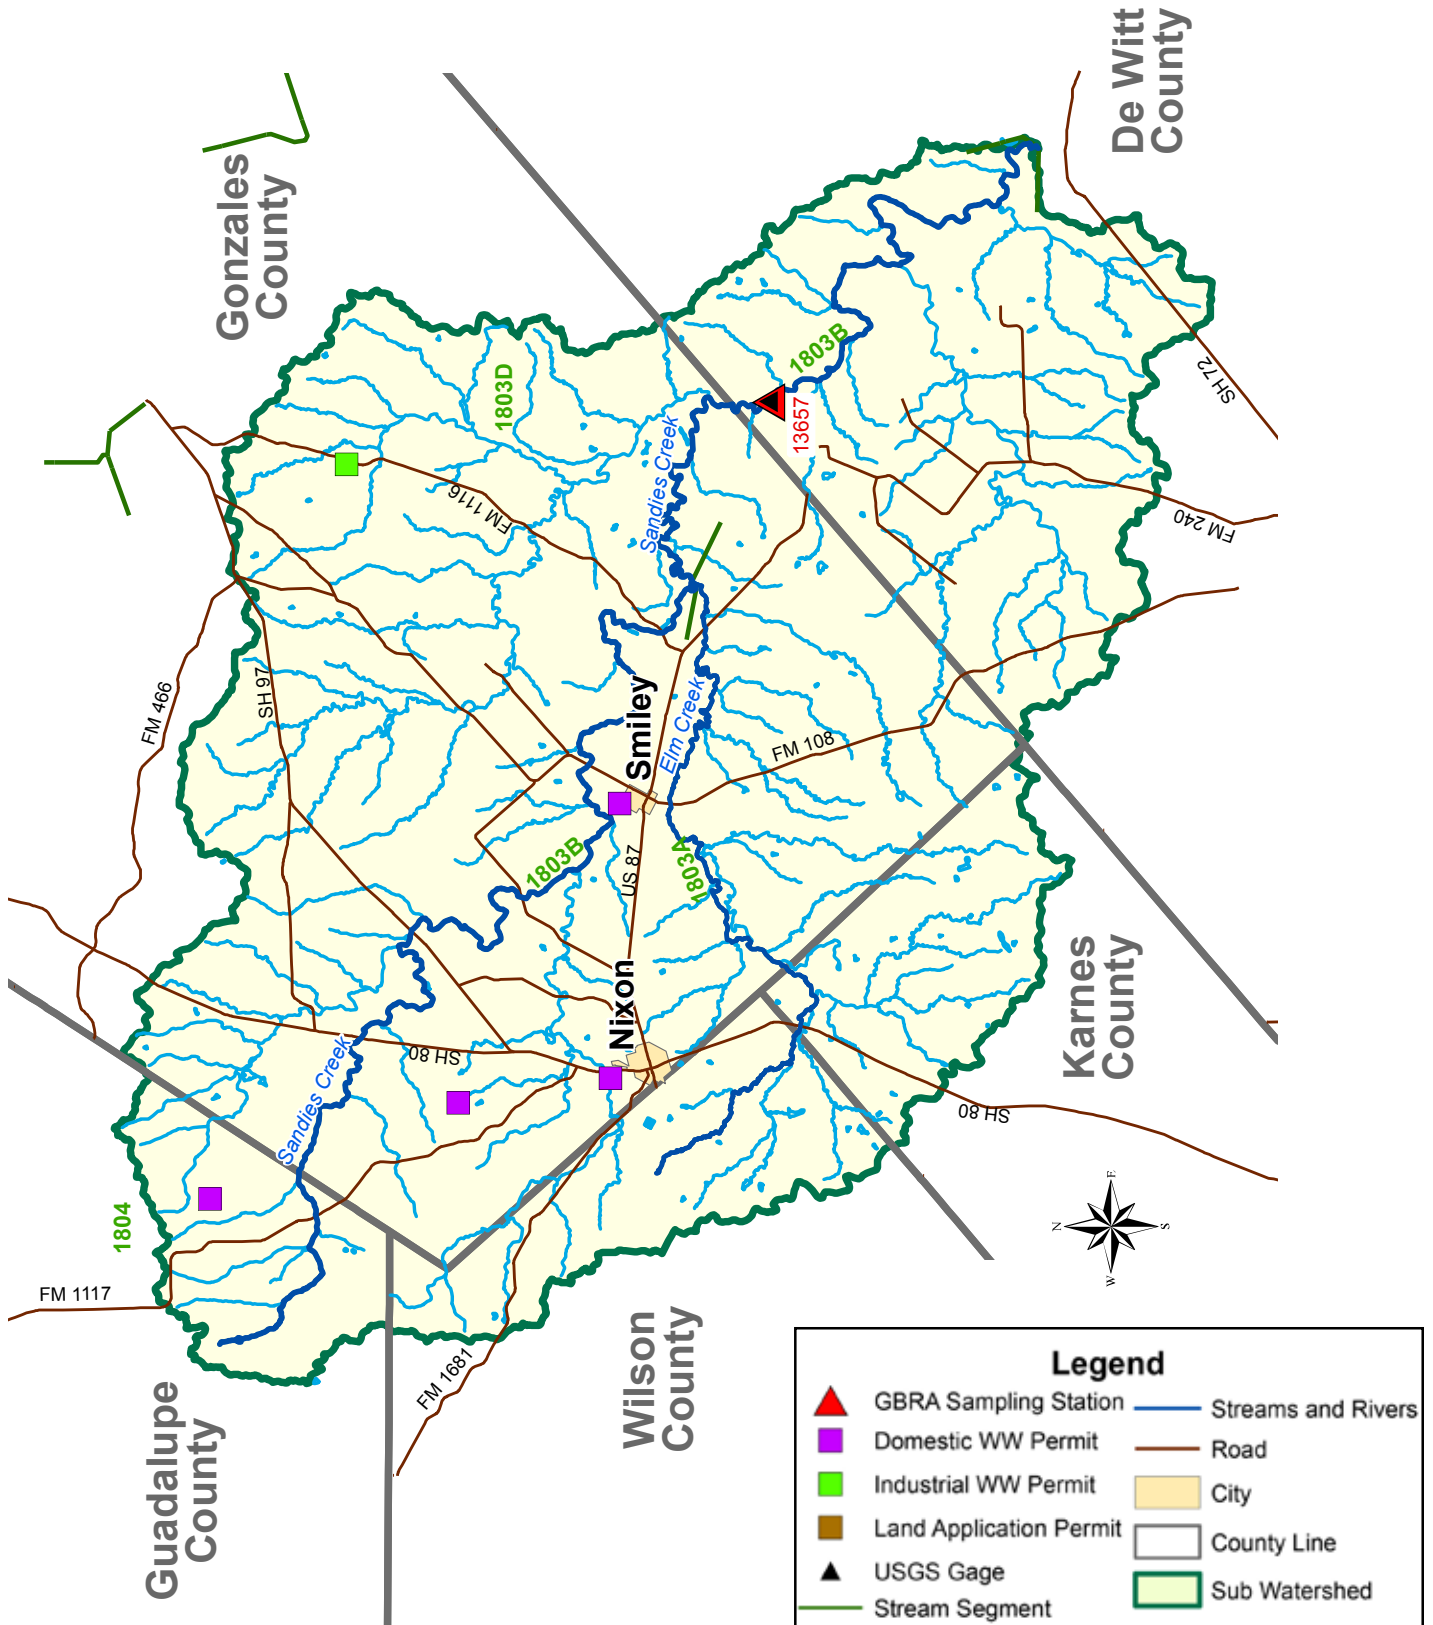 De Witt
County
Gonzales
County
1803D
1803B
13657
SH 72
Sandies Creek
FM 1116
FM 240
FM 466
SH 97
Smiley
Elm Creek
FM 108
1803B
US 87
1803A
Nixon
Karnes
County
SH 80
Sandies Creek
SH 80
1804
FM 1117
E
N
S
W
Wilson
County
FM 1681
Guadalupe
County
Legend
GBRA Sampling Station
Domestic WW Permit
Industrial WW Permit
Land Application Permit
USGS Gage
Stream Segment
Streams and Rivers
Road
City
County Line
Sub Watershed